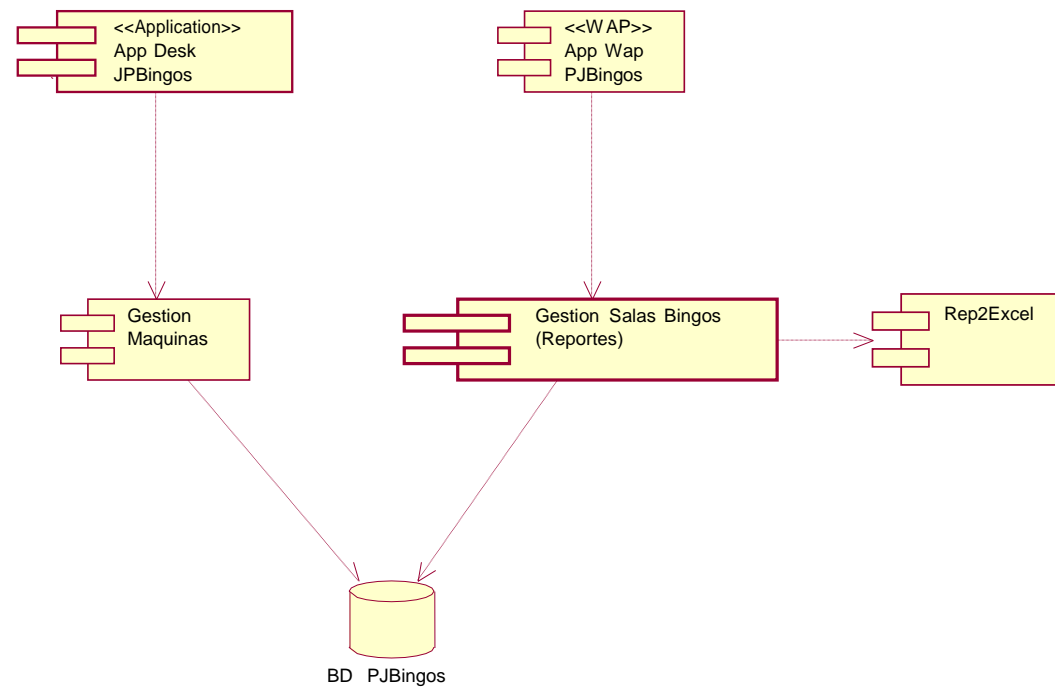 <<Application>>
App Desk
JPBingos
<<WAP>>
App Wap
PJBingos
Gestion
Maquinas
Gestion Salas Bingos
(Reportes)
Rep2Excel
BD PJBingos